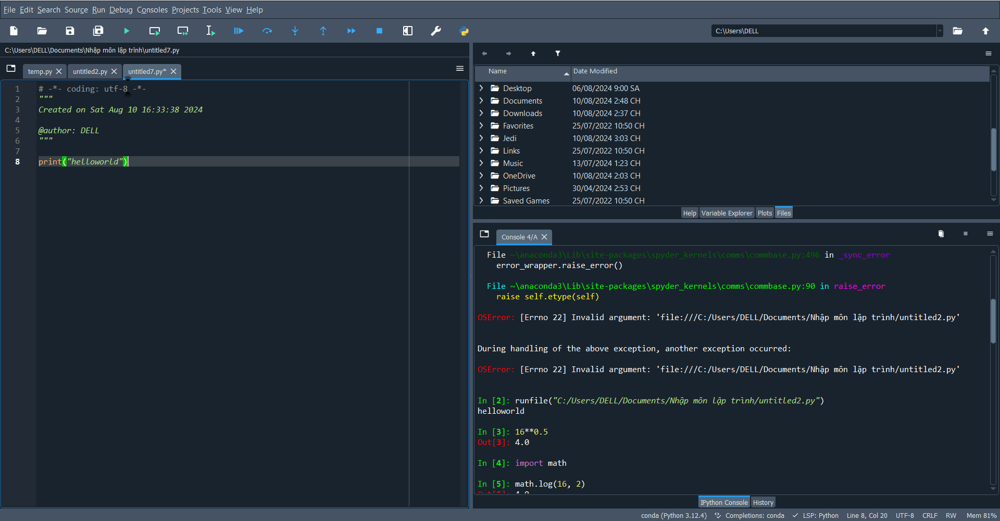 File Edit Search Source Run Debug Consoles Projects Tools View Help
C:\Users\DELL
C:\Users\DELL\Documents\Nhập môn lập trình\untitled7.py
temp.py untitled2.py untitled7.py*
1 # -*- coding: utf-8 -*-
2 """
3 Created on Sat Aug 10 16:33:38 2024
4
5 @author: DELL
6 """
7
8 print("helloworld")
Name Date Modified
Desktop 06/08/2024 9:00 SA
Documents 10/08/2024 2:48 CH
Downloads 10/08/2024 2:37 CH
Favorites 25/07/2022 10:50 CH
Jedi 10/08/2024 3:03 CH
Links 25/07/2022 10:50 CH
Music 13/07/2024 1:23 CH
OneDrive 10/08/2024 2:03 CH
Pictures 30/04/2024 2:53 CH
Saved Games 25/07/2022 10:50 CH
Help Variable Explorer Plots Files
Console 4/A
File ~\anaconda3\Lib\site-packages\spyder_kernels\comms\commbase.py:496 in _sync_error
error_wrapper.raise_error()
File ~\anaconda3\Lib\site-packages\spyder_kernels\comms\commbase.py:90 in raise_error
raise self.etype(self)
OSError: [Errno 22] Invalid argument: 'file:///C:/Users/DELL/Documents/Nhập môn lập trình/untitled2.py'
During handling of the above exception, another exception occurred:
OSError: [Errno 22] Invalid argument: 'file:///C:/Users/DELL/Documents/Nhập môn lập trình/untitled2.py'
In [2]: runfile("C:/Users/DELL/Documents/Nhập môn lập trình/untitled2.py")
helloworld
In [3]: 16**0.5
Out[3]: 4.0
In [4]: import math
In [5]: math.log(16, 2)
Out[5]: 4.0
IPython Console History
conda (Python 3.12.4) Completions: conda LSP: Python Line 8, Col 20 UTF-8 CRLF RW Mem 81%